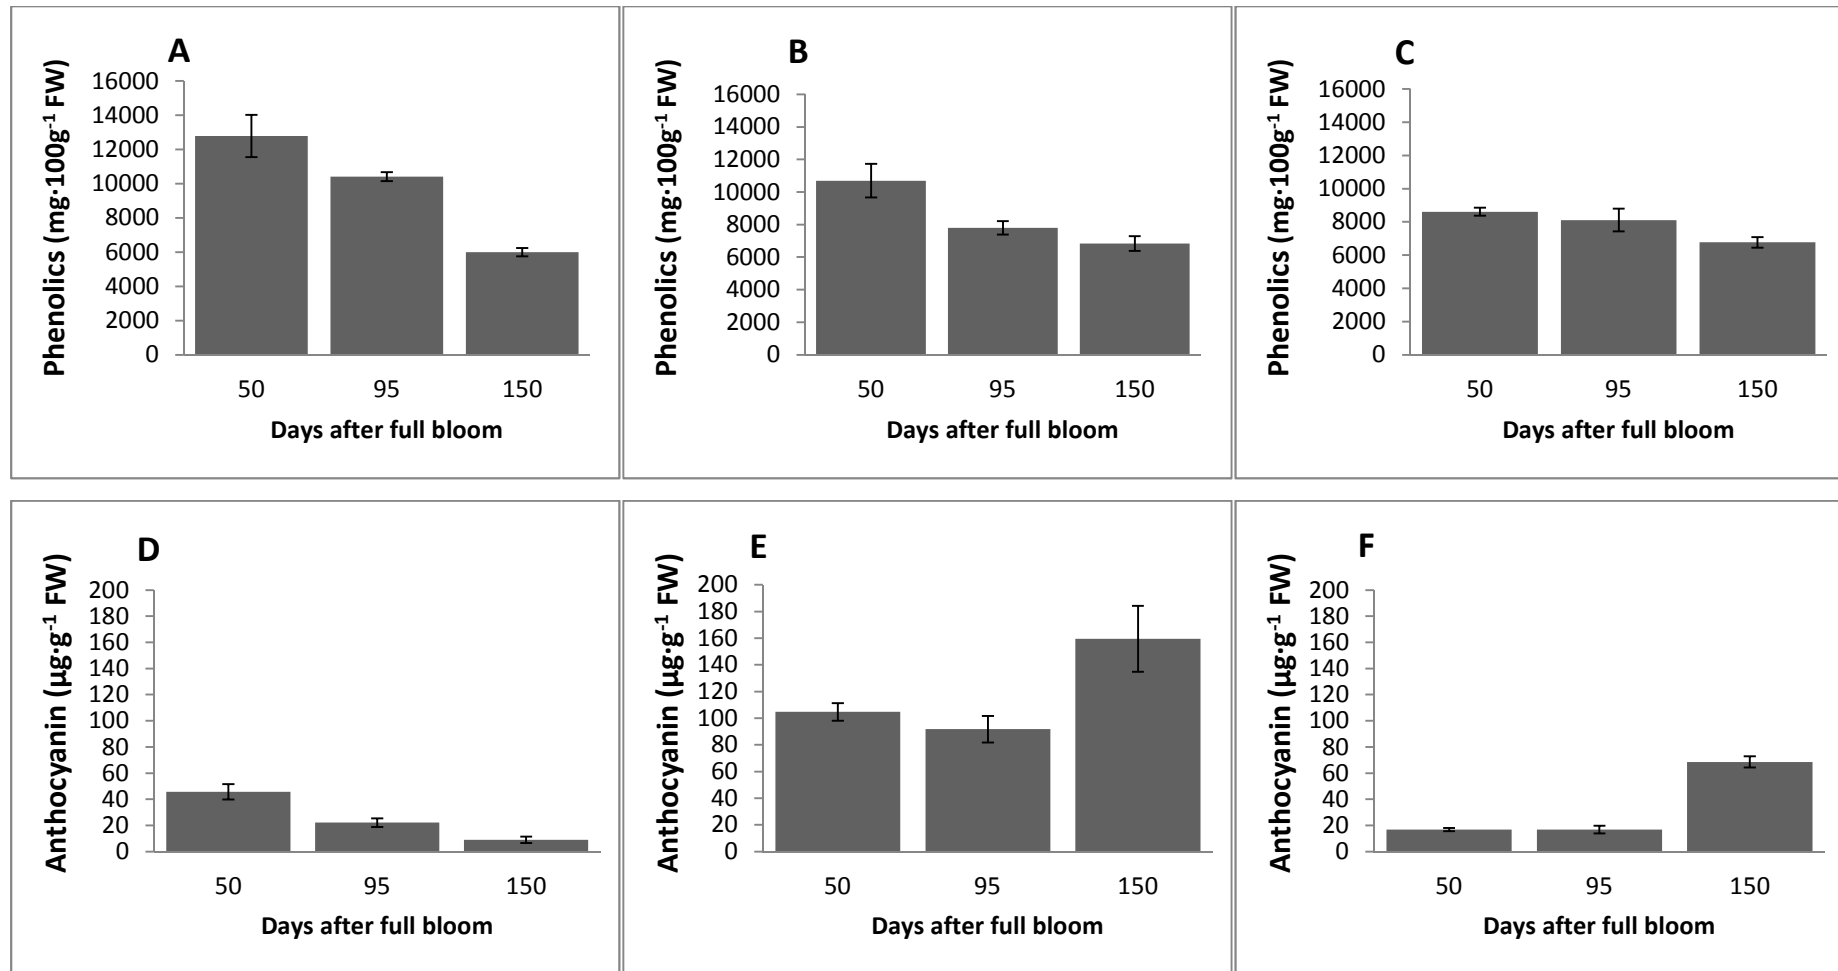 A
Phenolics (mg·100g-1 FW)
16000
14000
12000
10000
8000
6000
4000
2000
0
50 95 150
Days after full bloom
B
Phenolics (mg·100g-1 FW)
16000
14000
12000
10000
8000
6000
4000
2000
0
50 95 150
Days after full bloom
C
Phenolics (mg·100g-1 FW)
16000
14000
12000
10000
8000
6000
4000
2000
0
50 95 150
Days after full bloom
D
Anthocyanin (µg·g-1 FW)
200
180
160
140
120
100
80
60
40
20
0
50 95 150
Days after full bloom
E
Anthocyanin (µg·g-1 FW)
200
180
160
140
120
100
80
60
40
20
0
50 95 150
Days after full bloom
F
Anthocyanin (µg·g-1 FW)
200
180
160
140
120
100
80
60
40
20
0
50 95 150
Days after full bloom